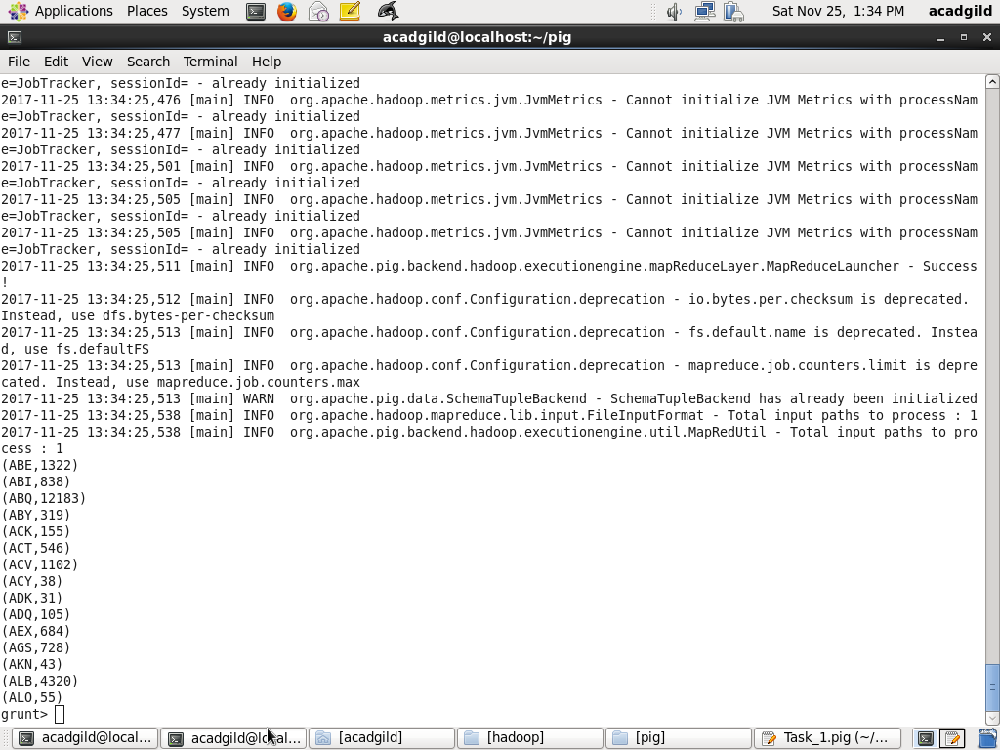 Applications Places System Sat Nov 25, 1:34 PM acadgild
acadgild@localhost:~/pig
File Edit View Search Terminal Help
e=JobTracker, sessionId= - already initialized
2017-11-25 13:34:25,476 [main] INFO  org.apache.hadoop.metrics.jvm.JvmMetrics - Cannot initialize JVM Metrics with processNam
e=JobTracker, sessionId= - already initialized
2017-11-25 13:34:25,477 [main] INFO  org.apache.hadoop.metrics.jvm.JvmMetrics - Cannot initialize JVM Metrics with processNam
e=JobTracker, sessionId= - already initialized
2017-11-25 13:34:25,501 [main] INFO  org.apache.hadoop.metrics.jvm.JvmMetrics - Cannot initialize JVM Metrics with processNam
e=JobTracker, sessionId= - already initialized
2017-11-25 13:34:25,505 [main] INFO  org.apache.hadoop.metrics.jvm.JvmMetrics - Cannot initialize JVM Metrics with processNam
e=JobTracker, sessionId= - already initialized
2017-11-25 13:34:25,505 [main] INFO  org.apache.hadoop.metrics.jvm.JvmMetrics - Cannot initialize JVM Metrics with processNam
e=JobTracker, sessionId= - already initialized
2017-11-25 13:34:25,511 [main] INFO  org.apache.pig.backend.hadoop.executionengine.mapReduceLayer.MapReduceLauncher - Success
!
2017-11-25 13:34:25,512 [main] INFO  org.apache.hadoop.conf.Configuration.deprecation - io.bytes.per.checksum is deprecated.
Instead, use dfs.bytes-per-checksum
2017-11-25 13:34:25,513 [main] INFO  org.apache.hadoop.conf.Configuration.deprecation - fs.default.name is deprecated. Instea
d, use fs.defaultFS
2017-11-25 13:34:25,513 [main] INFO  org.apache.hadoop.conf.Configuration.deprecation - mapreduce.job.counters.limit is depre
cated. Instead, use mapreduce.job.counters.max
2017-11-25 13:34:25,513 [main] WARN  org.apache.pig.data.SchemaTupleBackend - SchemaTupleBackend has already been initialized
2017-11-25 13:34:25,538 [main] INFO  org.apache.hadoop.mapreduce.lib.input.FileInputFormat - Total input paths to process : 1
2017-11-25 13:34:25,538 [main] INFO  org.apache.pig.backend.hadoop.executionengine.util.MapRedUtil - Total input paths to pro
cess : 1
(ABE,1322)
(ABI,838)
(ABQ,12183)
(ABY,319)
(ACK,155)
(ACT,546)
(ACV,1102)
(ACY,38)
(ADK,31)
(ADQ,105)
(AEX,684)
(AGS,728)
(AKN,43)
(ALB,4320)
(ALO,55)
grunt>
acadgild@local... acadgild@local... [acadgild] [hadoop] [pig] Task_1.pig (~/...